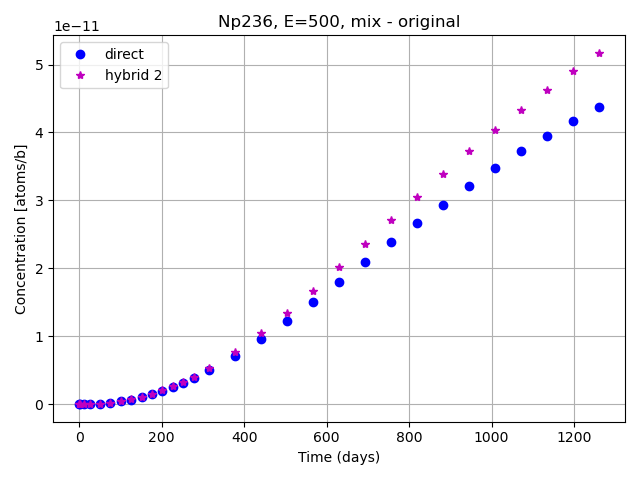 Np236, E=500, mix - original
1e−11
direct
hybrid 2
5
4
3
2
1
0
Concentration [atoms/b]
0 200 400 600 800 1000 1200
Time (days)